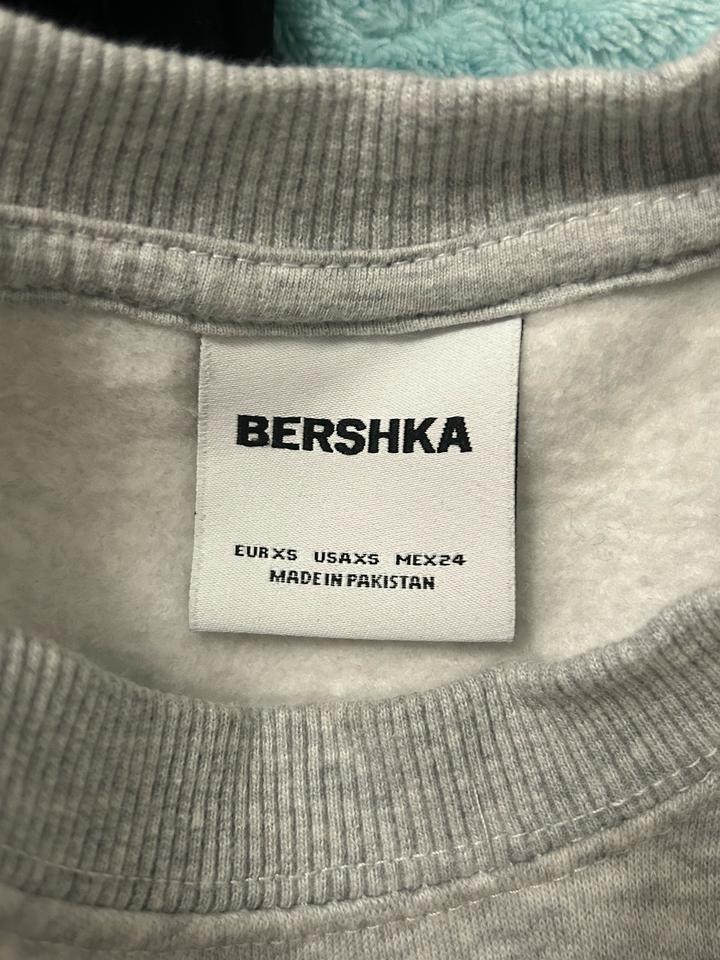 BERSHKA
EUR XS USA XS MEX 24
MADE IN PAKISTAN